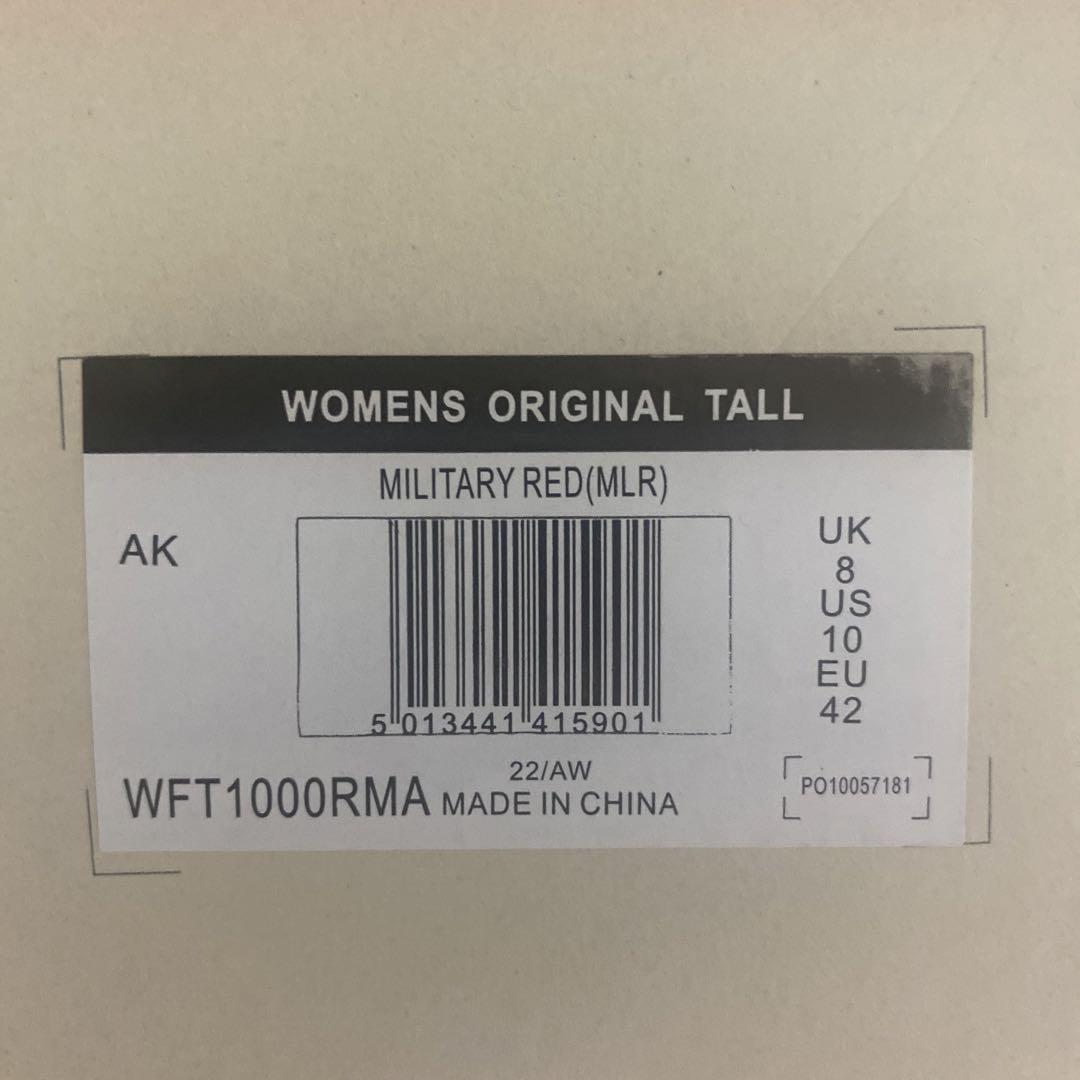 WOMENS ORIGINAL TALL
MILITARY RED(MLR)
AK
UK
8
US
10
EU
42
5 013441 415901
22/AW
WFT1000RMA MADE IN CHINA
PO10057181